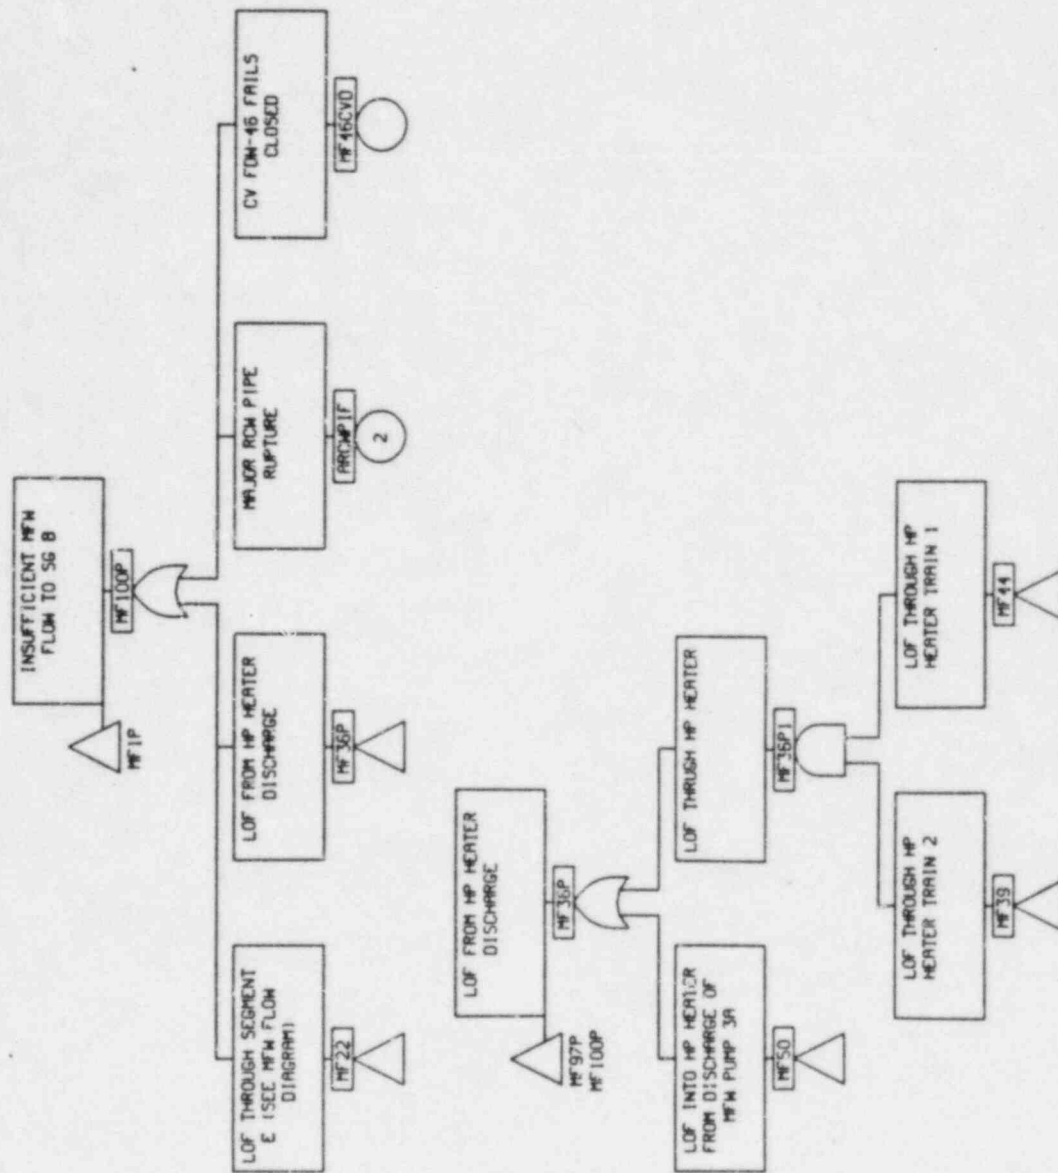 INSUFFICIENT MFW
FLOW TO SG B
MF100P
MF1P
LOF THROUGH SEGMENT
E (SEE MFW FLOW
DIAGRAM)
MF22
LOF FROM HP HEATER
DISCHARGE
MF36P
MAJOR RCW PIPE
RUPTURE
ARCWPIF
2
CV FDW-46 FAILS
CLOSED
MF46CVO
LOF FROM HP HEATER
DISCHARGE
MF36P
MF97P
MF100P
LOF INTO HP HEATER
FROM DISCHARGE OF
MFW PUMP 3A
MF50
LOF THRUGH HP HEATER
MF36P1
LOF THROUGH HP
HEATER TRAIN 2
MF39
LOF THROUGH HP
HEATER TRAIN 1
MF44